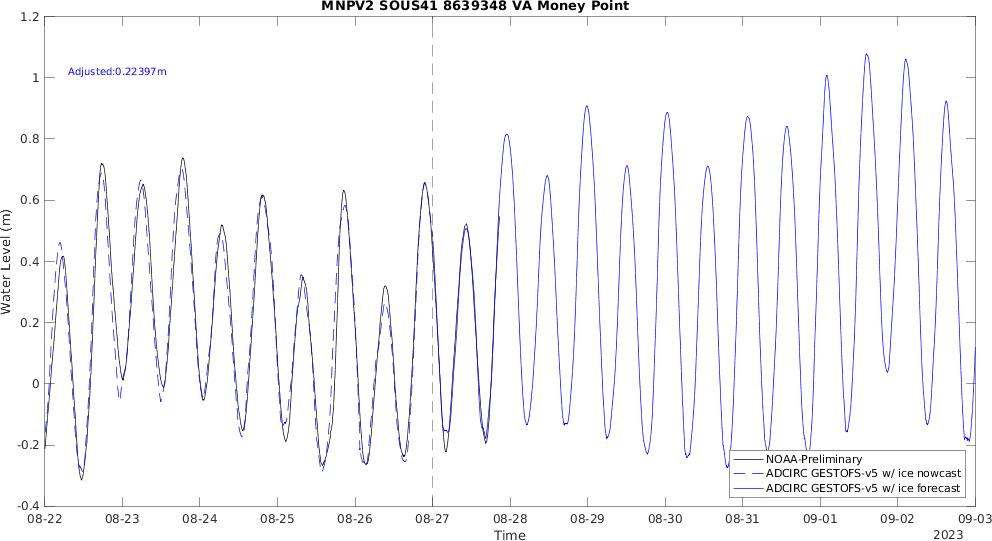 MNPV2 SOUS41 8639348 VA Money Point
1.2
1
0.8
0.6
0.4
0.2
0
-0.2
-0.4
Water Level (m)
Adjusted:0.22397m
NOAA-Preliminary
ADCIRC GESTOFS-v5 w/ ice nowcast
ADCIRC GESTOFS-v5 w/ ice forecast
08-22 08-23 08-24 08-25 08-26 08-27 08-28 08-29 08-30 08-31 09-01 09-02 09-03
Time
2023